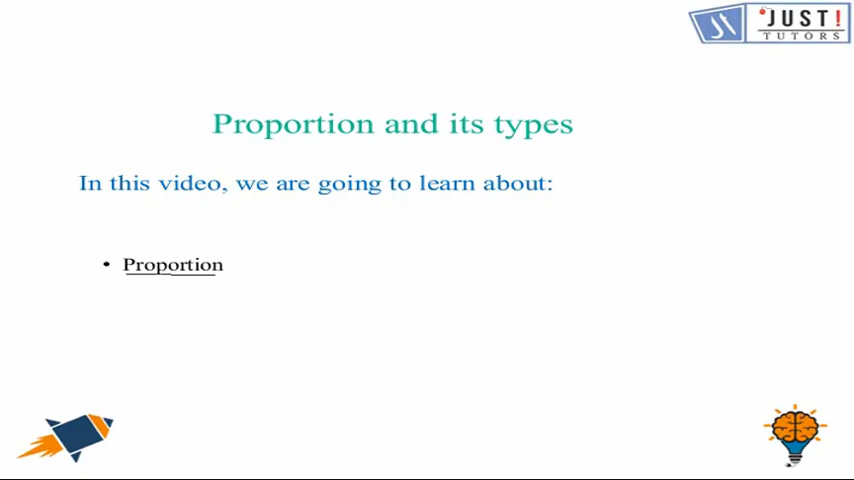 JUST!
TUTORS
Proportion and its types
In this video, we are going to learn about:
• Proportion